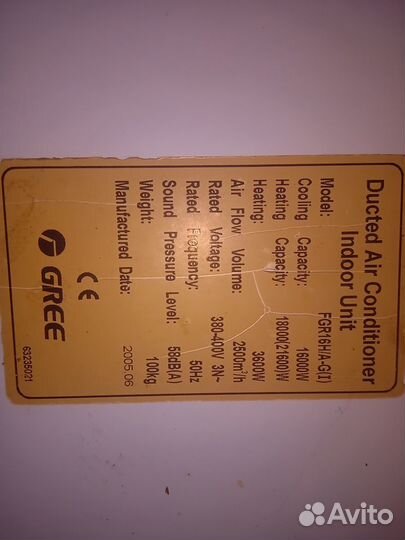 Ducted Air Conditioner
Indoor Unit
Model: FGR16H/A-G(I)
Cooling Capacity: 16000W
Heating Capacity: 18000(21600)W
Heating: 3600W
Air Flow Volume: 2500m³/h
Rated Voltage: 380-400V 3N~
Rated Frequency: 50Hz
Sound Pressure Level: 58dB(A)
Weight: 100kg
Manufactured Date: 2005.06
CE
GREE
63235021
Avito